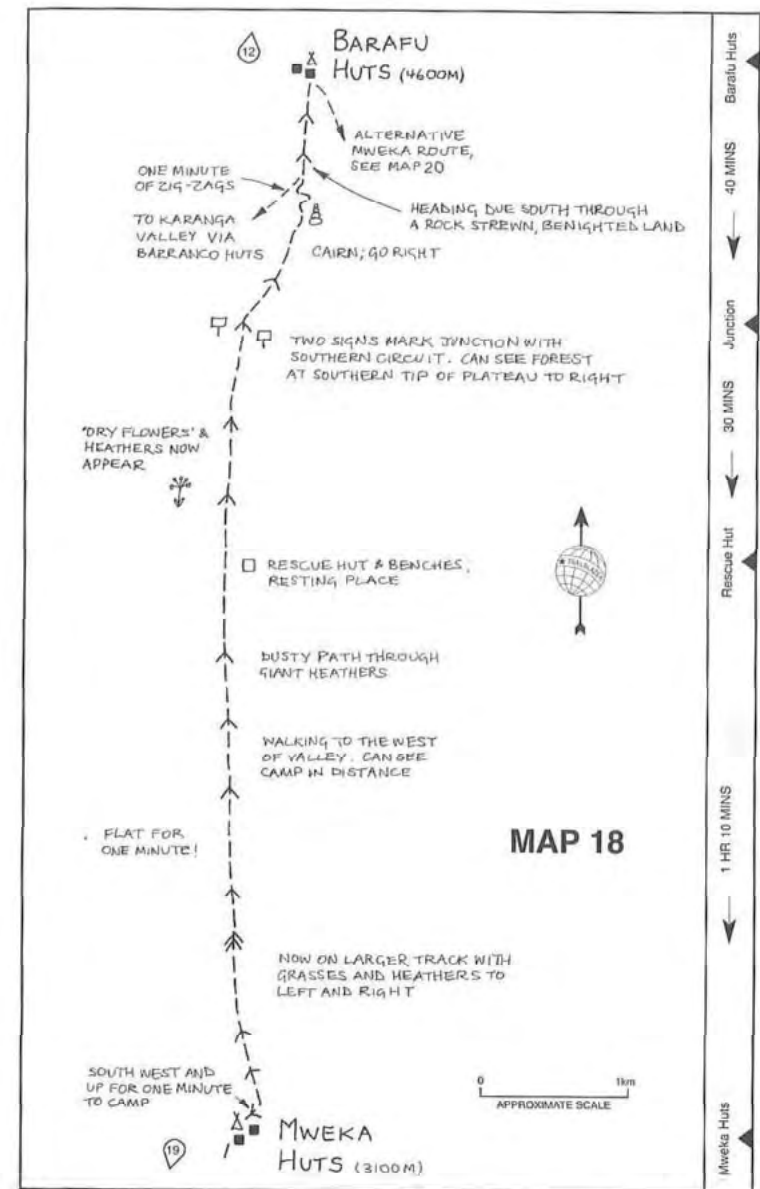 12
BARAFU
HUTS (4600M)
ALTERNATIVE
MWEKA ROUTE,
SEE MAP 20
ONE MINUTE
OF ZIG-ZAGS
TO KARANGA
VALLEY VIA
BARRANCO HUTS
HEADING DUE SOUTH THROUGH
A ROCK STREWN, BENIGHTED LAND
CAIRN; GO RIGHT
TWO SIGNS MARK JUNCTION WITH
SOUTHERN CIRCUIT. CAN SEE FOREST
AT SOUTHERN TIP OF PLATEAU TO RIGHT
'DRY FLOWERS' &
HEATHERS NOW
APPEAR
RESCUE HUT & BENCHES,
RESTING PLACE
DUSTY PATH THROUGH
GIANT HEATHERS
WALKING TO THE WEST
OF VALLEY. CAN SEE
CAMP IN DISTANCE
FLAT FOR
ONE MINUTE!
MAP 18
NOW ON LARGER TRACK WITH
GRASSES AND HEATHERS TO
LEFT AND RIGHT
SOUTH WEST AND
UP FOR ONE MINUTE
TO CAMP
0 1km
APPROXIMATE SCALE
19
MWEKA
HUTS (3100M)
Barafu Huts
40 MINS
Junction
30 MINS
Rescue Hut
1 HR 10 MINS
Mweka Huts